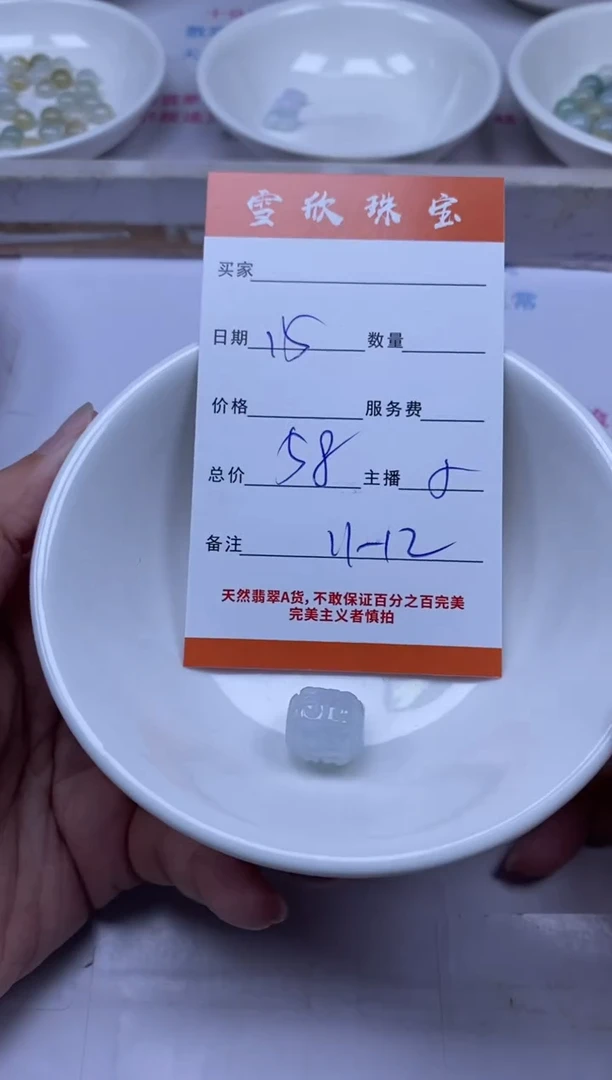 雪欣珠宝
买家
日期 115 数量
价格 服务费
总价 58 主播
备注 11-12
天然翡翠A货,不敢保证百分之百完美
完美主义者慎拍